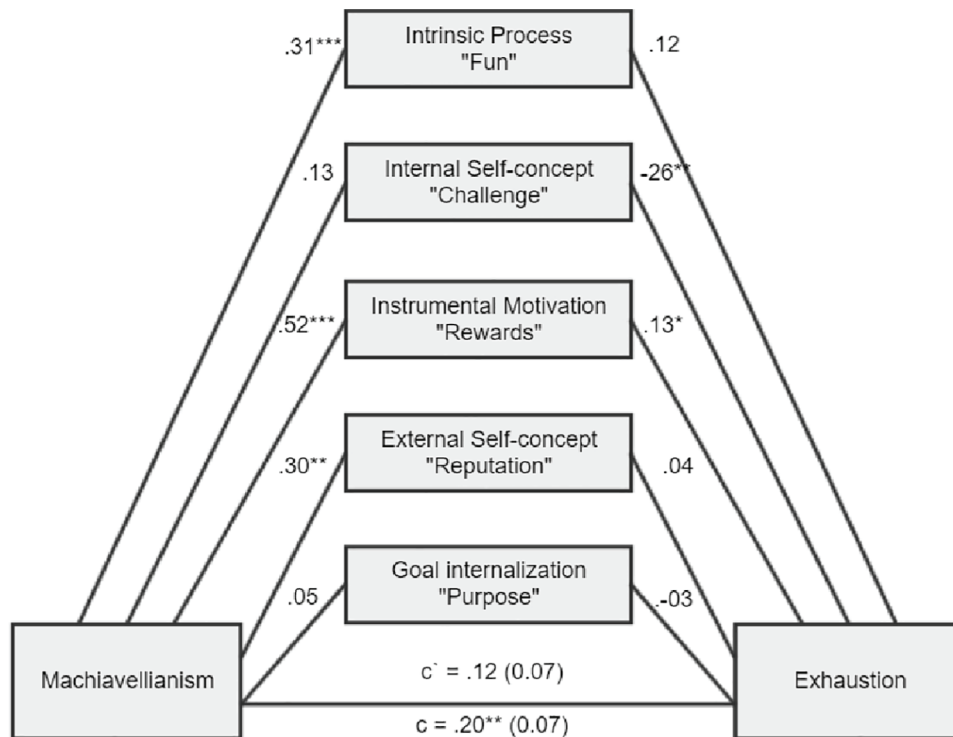 Intrinsic Process
"Fun"
.31***
.12
Internal Self-concept
"Challenge"
.13
-26**
Instrumental Motivation
"Rewards"
.52***
.13*
External Self-concept
"Reputation"
.30**
.04
Goal internalization
"Purpose"
.05
.-03
Machiavellianism
c` = .12 (0.07)
Exhaustion
c = .20** (0.07)